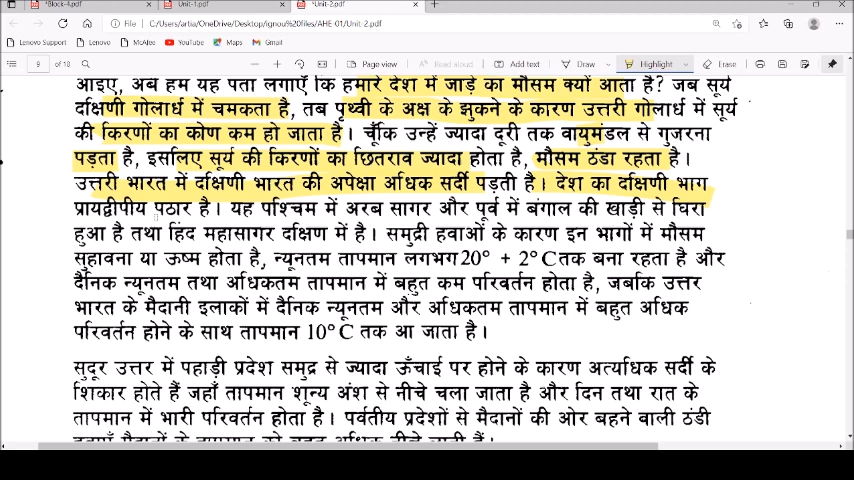 *Block-4.pdf
Unit-1.pdf
*Unit-2.pdf
File | C:/Users/artia/OneDrive/Desktop/ignou%20files/AHE-01/Unit-2.pdf
Lenovo Support
Lenovo
McAfee
YouTube
Maps
Gmail
9 of 18
Page view
Read aloud
Add text
Draw
Highlight
Erase
आइए, अब हम यह पता लगाएँ कि हमारे देश में जाड़े का मौसम क्यों आता है? जब सूर्य
दक्षिणी गोलार्ध में चमकता है, तब पृथ्वी के अक्ष के झुकने के कारण उत्तरी गोलार्ध में सूर्य
की किरणों का कोण कम हो जाता है। चूँकि उन्हें ज्यादा दूरी तक वायुमंडल से गुजरना
पड़ता है, इसलिए सूर्य की किरणों का छितराव ज्यादा होता है, मौसम ठंडा रहता है।
उत्तरी भारत में दक्षिणी भारत की अपेक्षा अधिक सर्दी पड़ती है। देश का दक्षिणी भाग
प्रायद्वीपीय पठार है। यह पश्चिम में अरब सागर और पूर्व में बंगाल की खाड़ी से घिरा
हुआ है तथा हिंद महासागर दक्षिण में है। समुद्री हवाओं के कारण इन भागों में मौसम
सुहावना या ऊष्म होता है, न्यूनतम तापमान लगभग 20° + 2°C तक बना रहता है और
दैनिक न्यूनतम तथा अधिकतम तापमान में बहुत कम परिवर्तन होता है, जबकि उत्तर
भारत के मैदानी इलाकों में दैनिक न्यूनतम और अधिकतम तापमान में बहुत अधिक
परिवर्तन होने के साथ तापमान 10°C तक आ जाता है।
सुदूर उत्तर में पहाड़ी प्रदेश समुद्र से ज्यादा ऊँचाई पर होने के कारण अत्यधिक सर्दी के
शिकार होते हैं जहाँ तापमान शून्य अंश से नीचे चला जाता है और दिन तथा रात के
तापमान में भारी परिवर्तन होता है। पर्वतीय प्रदेशों से मैदानों की ओर बहने वाली ठंडी